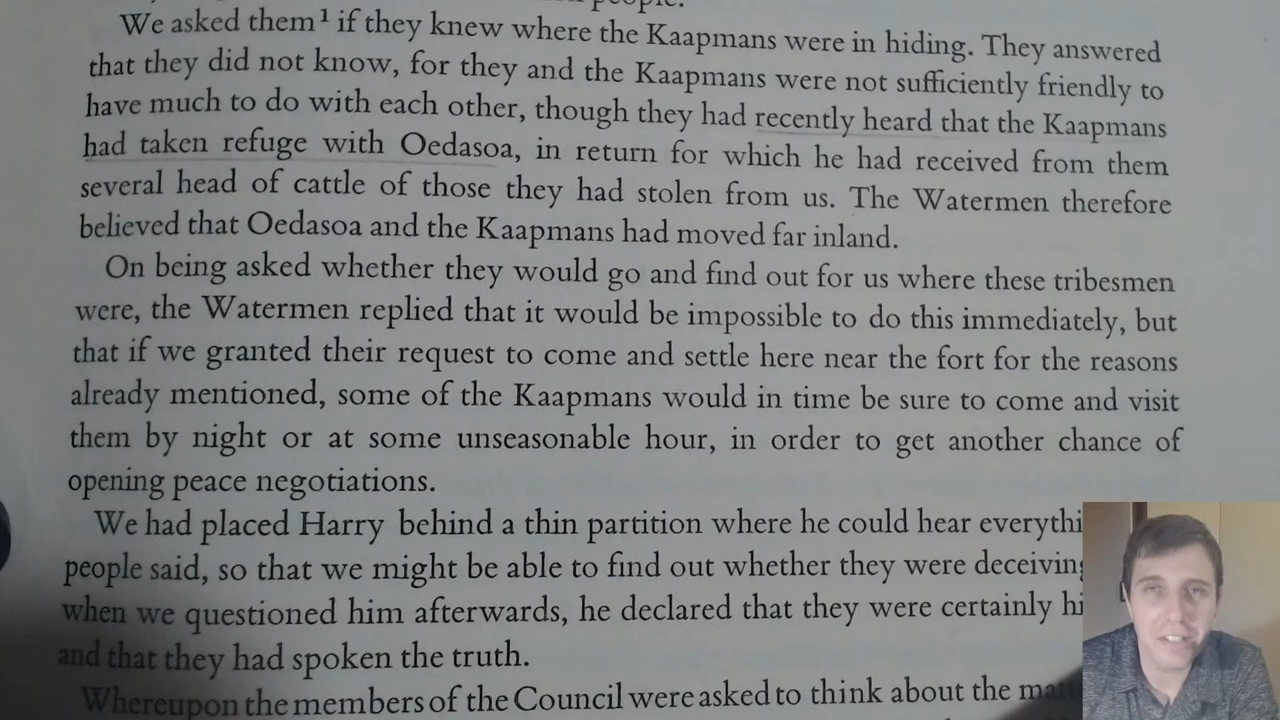 people.
We asked them¹ if they knew where the Kaapmans were in hiding. They answered
that they did not know, for they and the Kaapmans were not sufficiently friendly to
have much to do with each other, though they had recently heard that the Kaapmans
had taken refuge with Oedasoa, in return for which he had received from them
several head of cattle of those they had stolen from us. The Watermen therefore
believed that Oedasoa and the Kaapmans had moved far inland.
On being asked whether they would go and find out for us where these tribesmen
were, the Watermen replied that it would be impossible to do this immediately, but
that if we granted their request to come and settle here near the fort for the reasons
already mentioned, some of the Kaapmans would in time be sure to come and visit
them by night or at some unseasonable hour, in order to get another chance of
opening peace negotiations.
We had placed Harry behind a thin partition where he could hear
people said, so that we might be able to find out whether they were
when we questioned him afterwards, he declared that they were certainly
and that they had spoken the truth.
Whereupon the members of the Council were asked to think about the